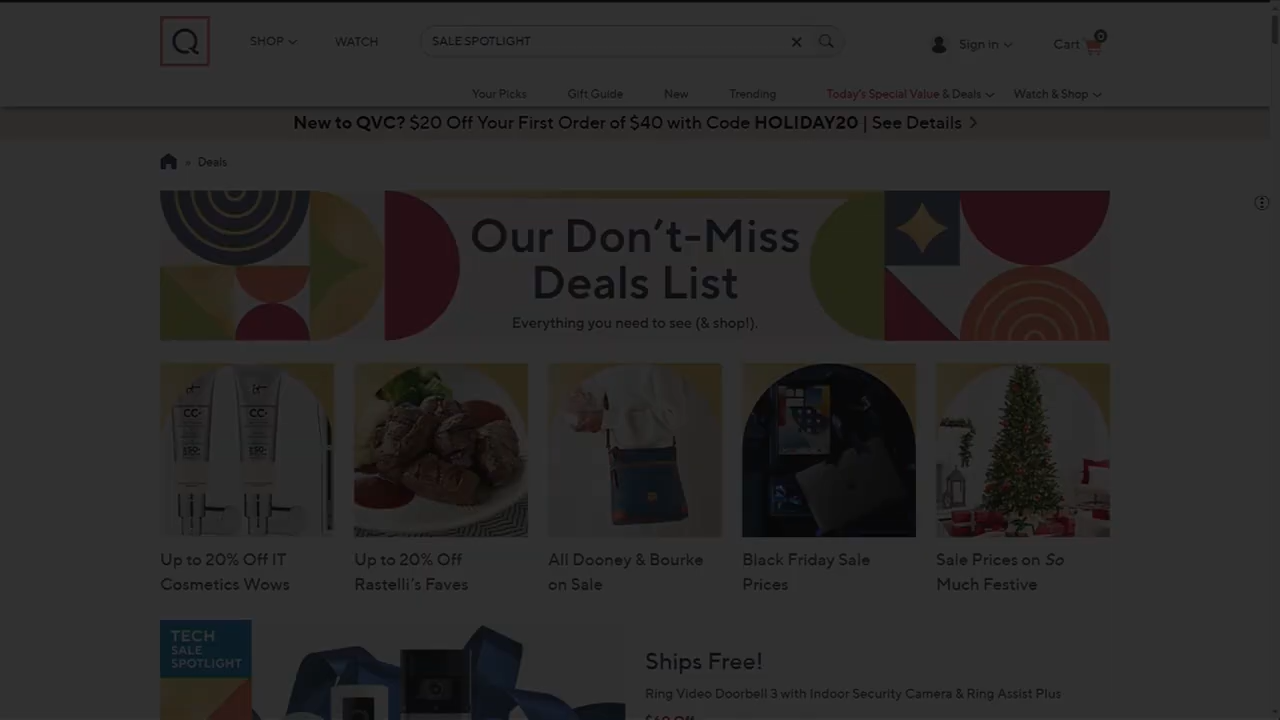 Q
SHOP
WATCH
SALE SPOTLIGHT
Sign in
Cart
0
Your Picks
Gift Guide
New
Trending
Today's Special Value & Deals
Watch & Shop
New to QVC? $20 Off Your First Order of $40 with Code HOLIDAY20 | See Details
» Deals
Our Don't-Miss
Deals List
Everything you need to see (& shop!).
CC+
CC+
Up to 20% Off IT
Cosmetics Wows
Up to 20% Off
Rastelli's Faves
All Dooney & Bourke
on Sale
Black Friday Sale
Prices
Sale Prices on So
Much Festive
TECH
SALE
SPOTLIGHT
Ships Free!
Ring Video Doorbell 3 with Indoor Security Camera & Ring Assist Plus